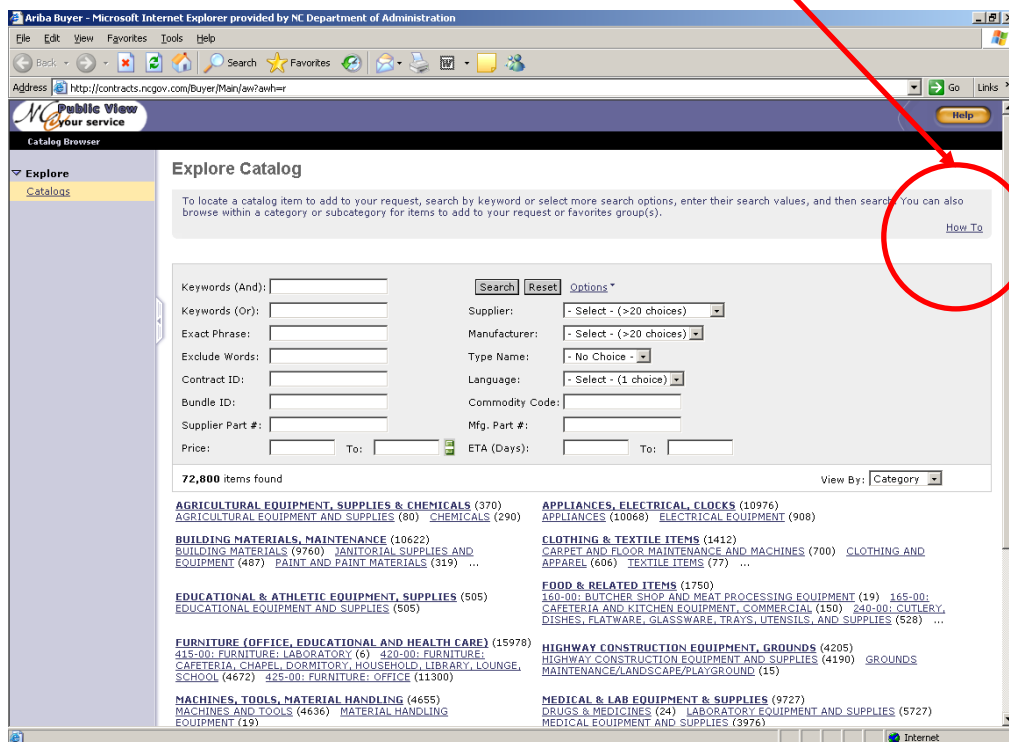 Ariba Buyer - Microsoft Internet Explorer provided by NC Department of Administration
File Edit View Favorites Tools Help
Back Search Favorites
Address http://contracts.ncgov.com/Buyer/Main/aw?awh=r Go Links
NC Public View
@your service
Help
Catalog Browser
Explore
Catalogs
Explore Catalog
To locate a catalog item to add to your request, search by keyword or select more search options, enter their search values, and then search. You can also
browse within a category or subcategory for items to add to your request or favorites group(s).
How To
Keywords (And): Search Reset Options
Keywords (Or): Supplier: - Select - (>20 choices)
Exact Phrase: Manufacturer: - Select - (>20 choices)
Exclude Words: Type Name: - No Choice -
Contract ID: Language: - Select - (1 choice)
Bundle ID: Commodity Code:
Supplier Part #: Mfg. Part #:
Price: To: ETA (Days): To:
72,800 items found View By: Category
AGRICULTURAL EQUIPMENT, SUPPLIES & CHEMICALS (370)
AGRICULTURAL EQUIPMENT AND SUPPLIES (80) CHEMICALS (290)
APPLIANCES, ELECTRICAL, CLOCKS (10976)
APPLIANCES (10068) ELECTRICAL EQUIPMENT (908)
BUILDING MATERIALS, MAINTENANCE (10622)
BUILDING MATERIALS (9760) JANITORIAL SUPPLIES AND
EQUIPMENT (487) PAINT AND PAINT MATERIALS (319) ...
CLOTHING & TEXTILE ITEMS (1412)
CARPET AND FLOOR MAINTENANCE AND MACHINES (700) CLOTHING AND
APPAREL (606) TEXTILE ITEMS (77) ...
EDUCATIONAL & ATHLETIC EQUIPMENT, SUPPLIES (505)
EDUCATIONAL EQUIPMENT AND SUPPLIES (505)
FOOD & RELATED ITEMS (1750)
160-00: BUTCHER SHOP AND MEAT PROCESSING EQUIPMENT (19) 165-00:
CAFETERIA AND KITCHEN EQUIPMENT, COMMERCIAL (150) 240-00: CUTLERY,
DISHES, FLATWARE, GLASSWARE, TRAYS, UTENSILS, AND SUPPLIES (528) ...
FURNITURE (OFFICE, EDUCATIONAL AND HEALTH CARE) (15978)
415-00: FURNITURE: LABORATORY (6) 420-00: FURNITURE:
CAFETERIA, CHAPEL, DORMITORY, HOUSEHOLD, LIBRARY, LOUNGE,
SCHOOL (4672) 425-00: FURNITURE: OFFICE (11300)
HIGHWAY CONSTRUCTION EQUIPMENT, GROUNDS (4205)
HIGHWAY CONSTRUCTION EQUIPMENT AND SUPPLIES (4190) GROUNDS
MAINTENANCE/LANDSCAPE/PLAYGROUND (15)
MACHINES, TOOLS, MATERIAL HANDLING (4655)
MACHINES AND TOOLS (4636) MATERIAL HANDLING
EQUIPMENT (19)
MEDICAL & LAB EQUIPMENT & SUPPLIES (9727)
DRUGS & MEDICINES (24) LABORATORY EQUIPMENT AND SUPPLIES (5727)
MEDICAL EQUIPMENT AND SUPPLIES (3976)
Internet